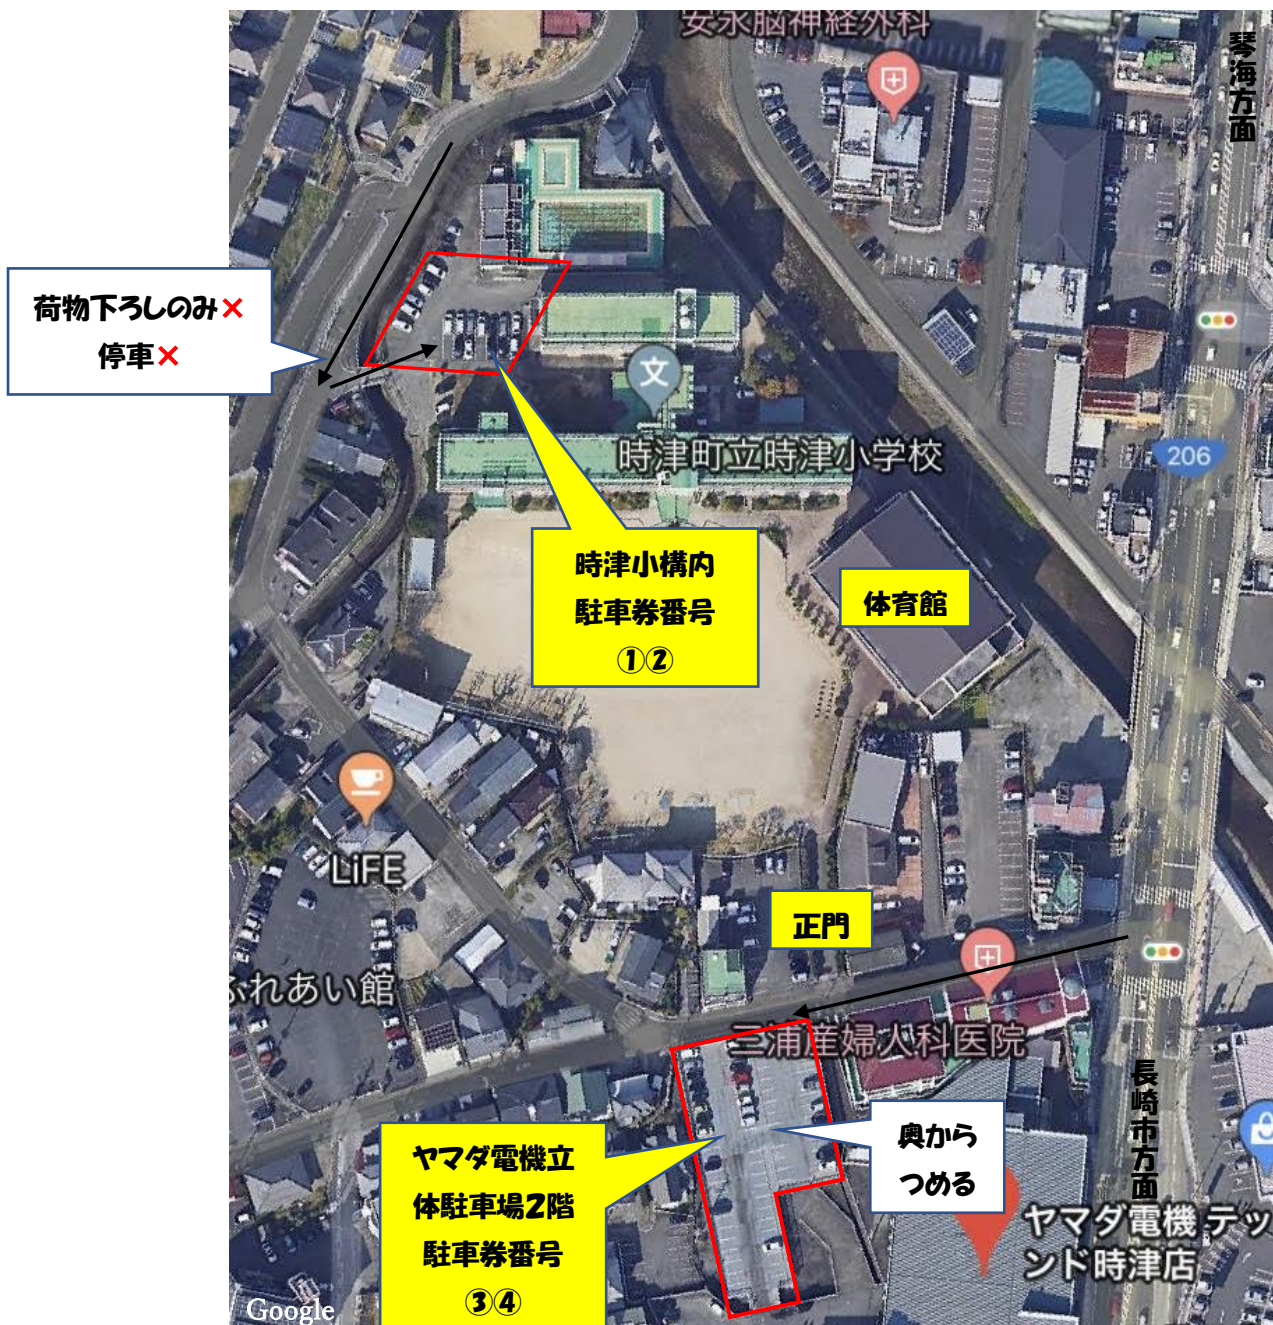 安永脳神経外科
琴海方面
荷物下ろしのみ×
停車×
文
時津町立時津小学校
206
時津小構内
駐車券番号
①②
体育館
LiFE
正門
ふれあい館
三浦産婦人科医院
長崎市方面
奥から
つめる
ヤマダ電機立
体駐車場2階
駐車券番号
③④
ヤマダ電機 テッ
ンド時津店
Google